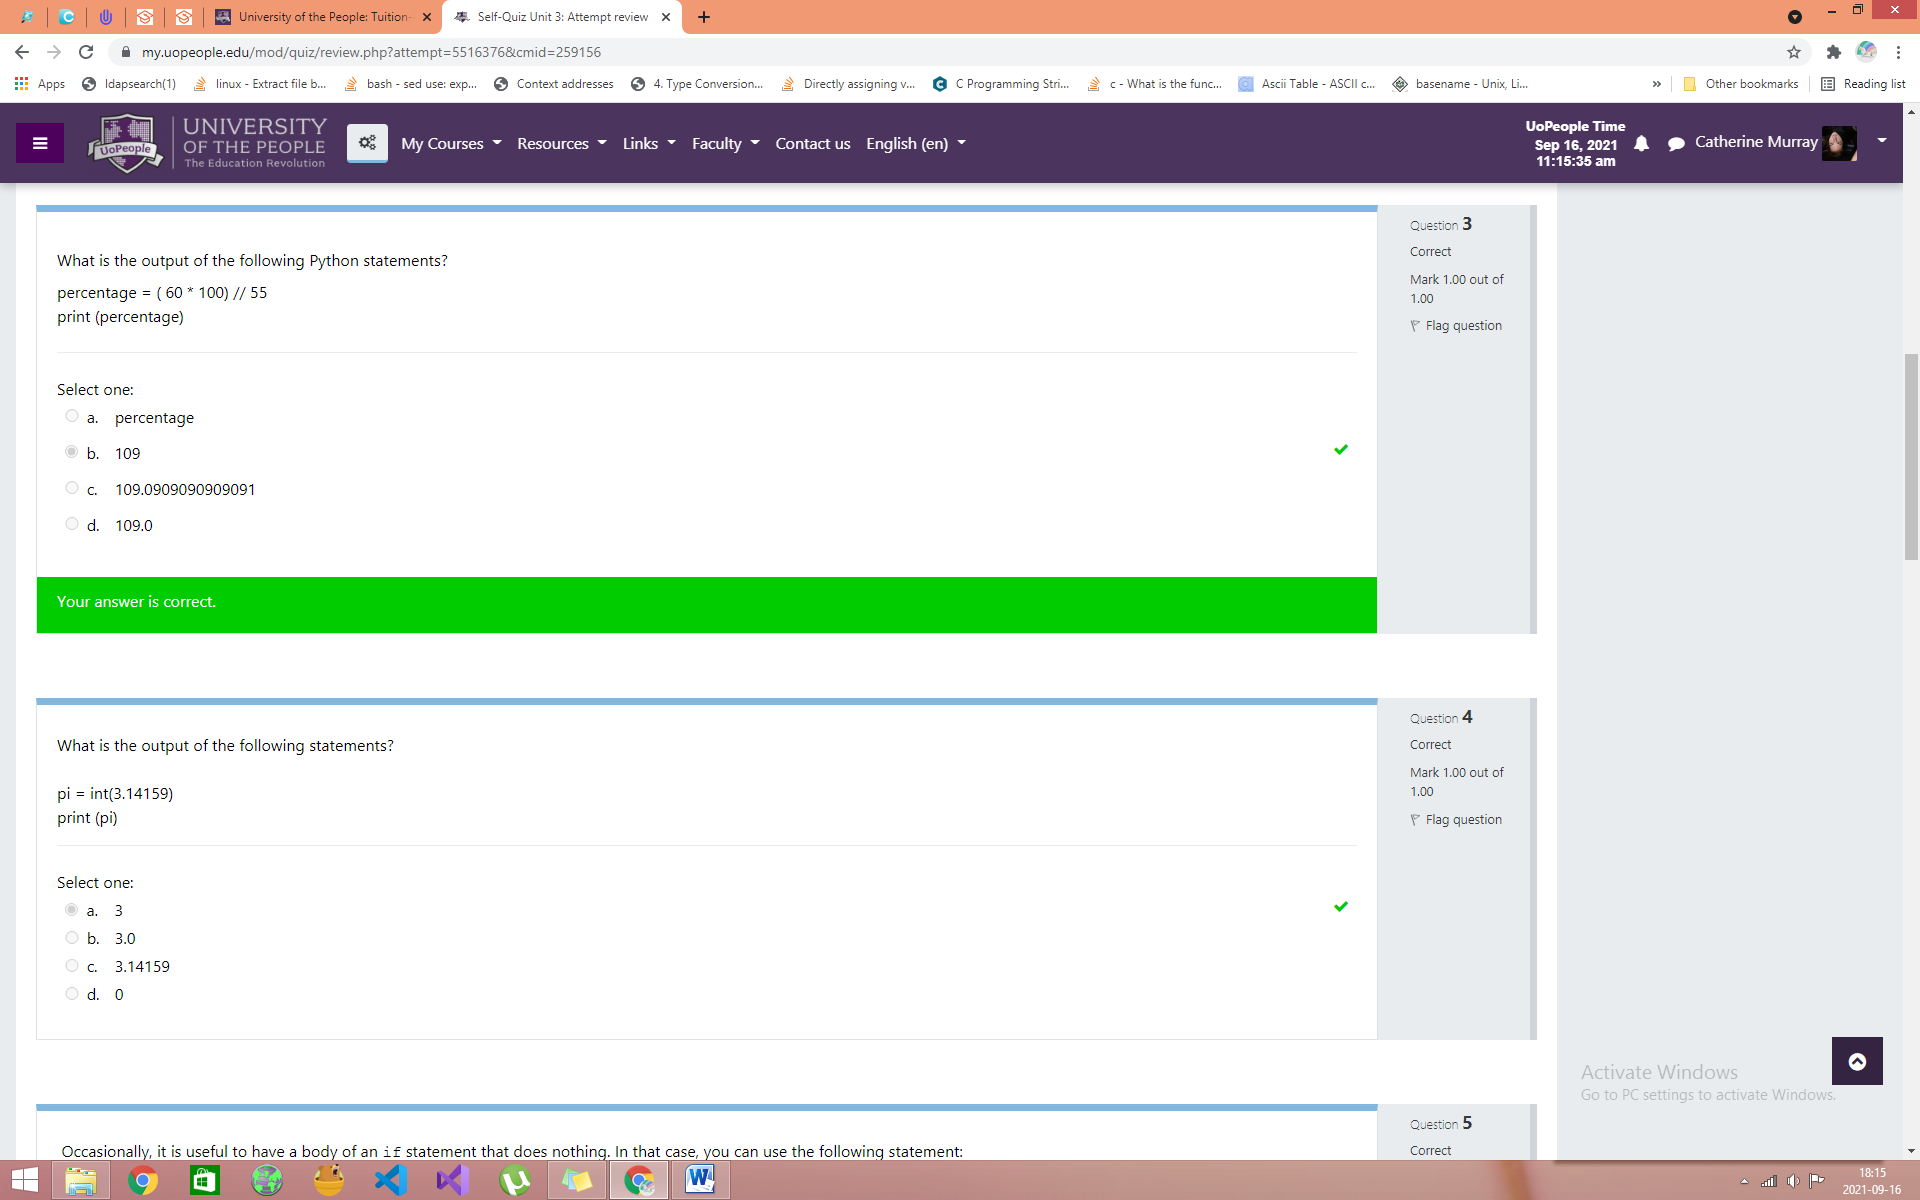 University of the People: Tuition-
Self-Quiz Unit 3: Attempt review
my.uopeople.edu/mod/quiz/review.php?attempt=5516376&cmid=259156
Apps
ldapsearch(1)
linux - Extract file b...
bash - sed use: exp...
Context addresses
4. Type Conversion...
Directly assigning v...
C Programming Stri...
c - What is the func...
Ascii Table - ASCII c...
basename - Unix, Li...
»
Other bookmarks
Reading list
UoPeople
UNIVERSITY
OF THE PEOPLE
The Education Revolution
My Courses
Resources
Links
Faculty
Contact us
English (en)
UoPeople Time
Sep 16, 2021
11:15:35 am
Catherine Murray
What is the output of the following Python statements?
percentage = ( 60 * 100) // 55
print (percentage)
Select one:
a. percentage
b. 109
c. 109.0909090909091
d. 109.0
Your answer is correct.
Question 3
Correct
Mark 1.00 out of
1.00
Flag question
What is the output of the following statements?
pi = int(3.14159)
print (pi)
Select one:
a. 3
b. 3.0
c. 3.14159
d. 0
Question 4
Correct
Mark 1.00 out of
1.00
Flag question
Occasionally, it is useful to have a body of an if statement that does nothing. In that case, you can use the following statement:
Question 5
Correct
Activate Windows
Go to PC settings to activate Windows.
18:15
2021-09-16